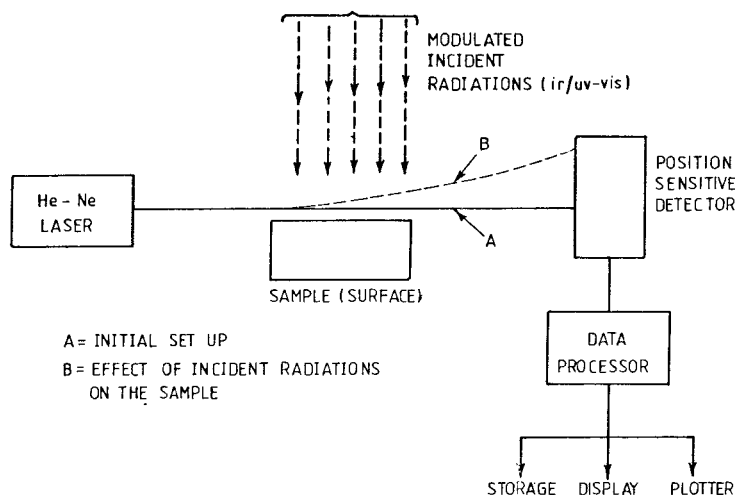 MODULATED
INCIDENT
RADIATIONS (ir/uv-vis)
B
He - Ne
LASER
POSITION
SENSITIVE
DETECTOR
A
SAMPLE (SURFACE)
A = INITIAL SET UP
B = EFFECT OF INCIDENT RADIATIONS
ON THE SAMPLE
DATA
PROCESSOR
STORAGE DISPLAY PLOTTER